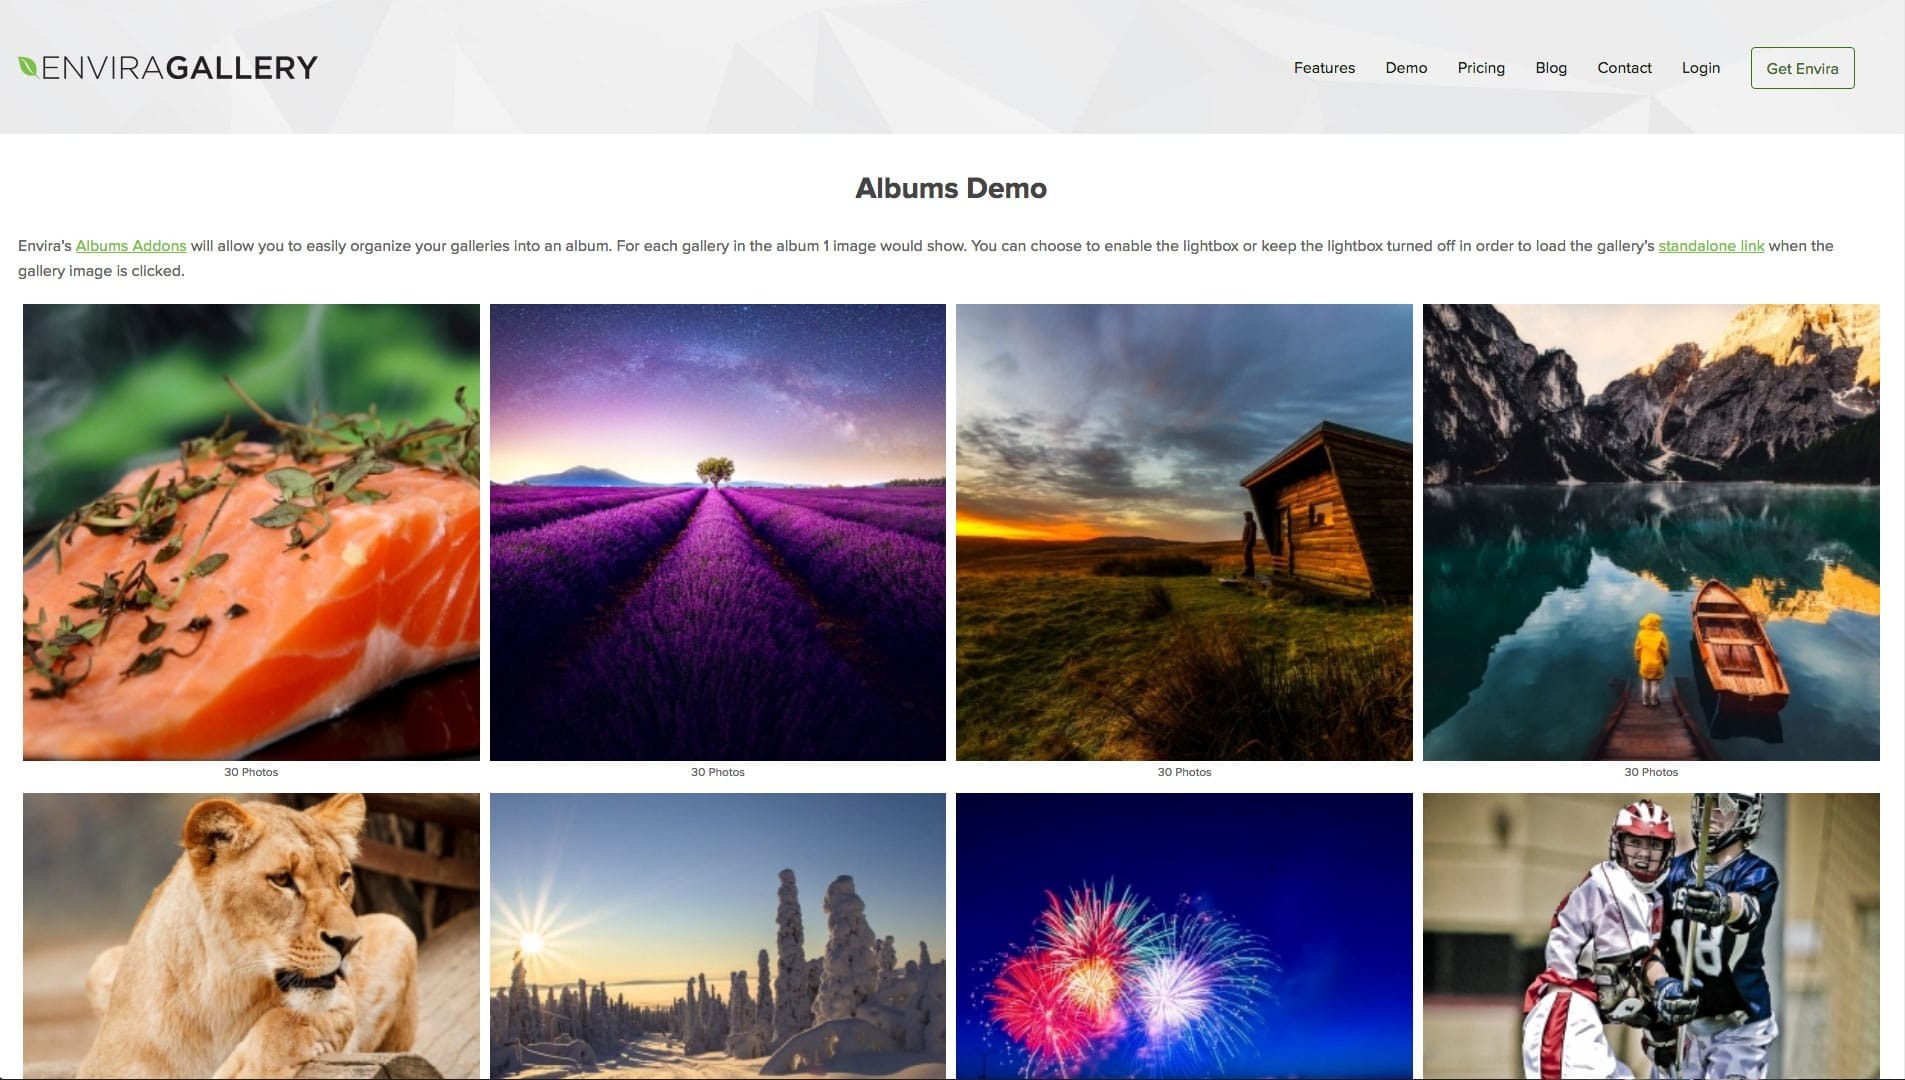 ENVIRAGALLERY
Features Demo Pricing Blog Contact Login Get Envira
Albums Demo
Envira's Albums Addons will allow you to easily organize your galleries into an album. For each gallery in the album 1 image would show. You can choose to enable the lightbox or keep the lightbox turned off in order to load the gallery's standalone link when the
gallery image is clicked.
30 Photos 30 Photos 30 Photos 30 Photos
87